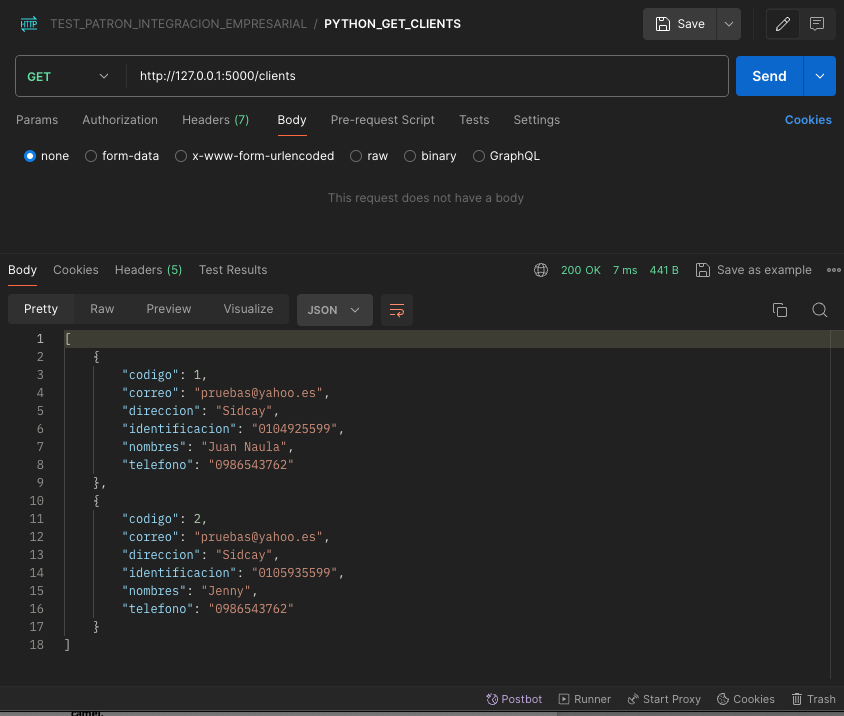 HTTP TEST_PATRON_INTEGRACION_EMPRESARIAL / PYTHON_GET_CLIENTS Save
GET http://127.0.0.1:5000/clients Send
Params Authorization Headers (7) Body Pre-request Script Tests Settings Cookies
none form-data x-www-form-urlencoded raw binary GraphQL
This request does not have a body
Body Cookies Headers (5) Test Results 200 OK 7 ms 441 B Save as example
Pretty Raw Preview Visualize JSON
1 [
2 {
3 "codigo": 1,
4 "correo": "pruebas@yahoo.es",
5 "direccion": "Sidcay",
6 "identificacion": "0104925599",
7 "nombres": "Juan Naula",
8 "telefono": "0986543762"
9 },
10 {
11 "codigo": 2,
12 "correo": "pruebas@yahoo.es",
13 "direccion": "Sidcay",
14 "identificacion": "0105935599",
15 "nombres": "Jenny",
16 "telefono": "0986543762"
17 }
18 ]
Postbot Runner Start Proxy Cookies Trash